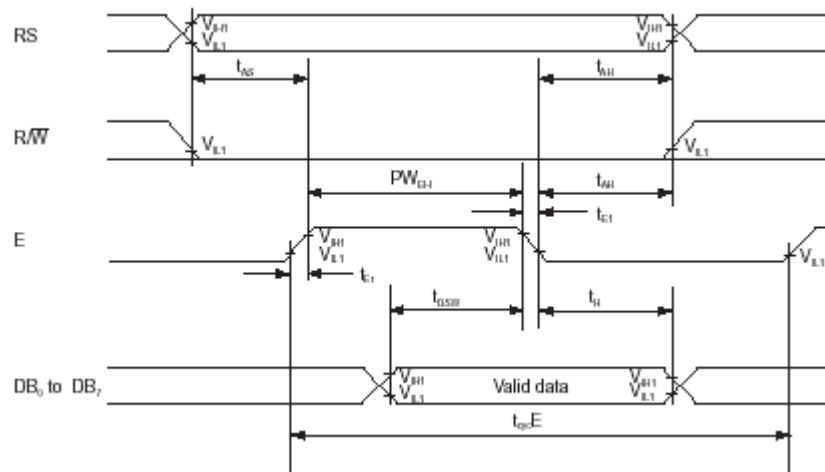 RS
V_IH1
V_IL1
V_IH1
V_IL1
t_AS
t_AH
R/W̅
V_IL1
V_IL1
PW_EH
t_AH
t_Ef
E
V_IH1
V_IL1
V_IH1
V_IL1
V_IL1
t_Er
t_DSW
t_H
DB₀ to DB₇
V_IH1
V_IL1
Valid data
V_IH1
V_IL1
t_cycE